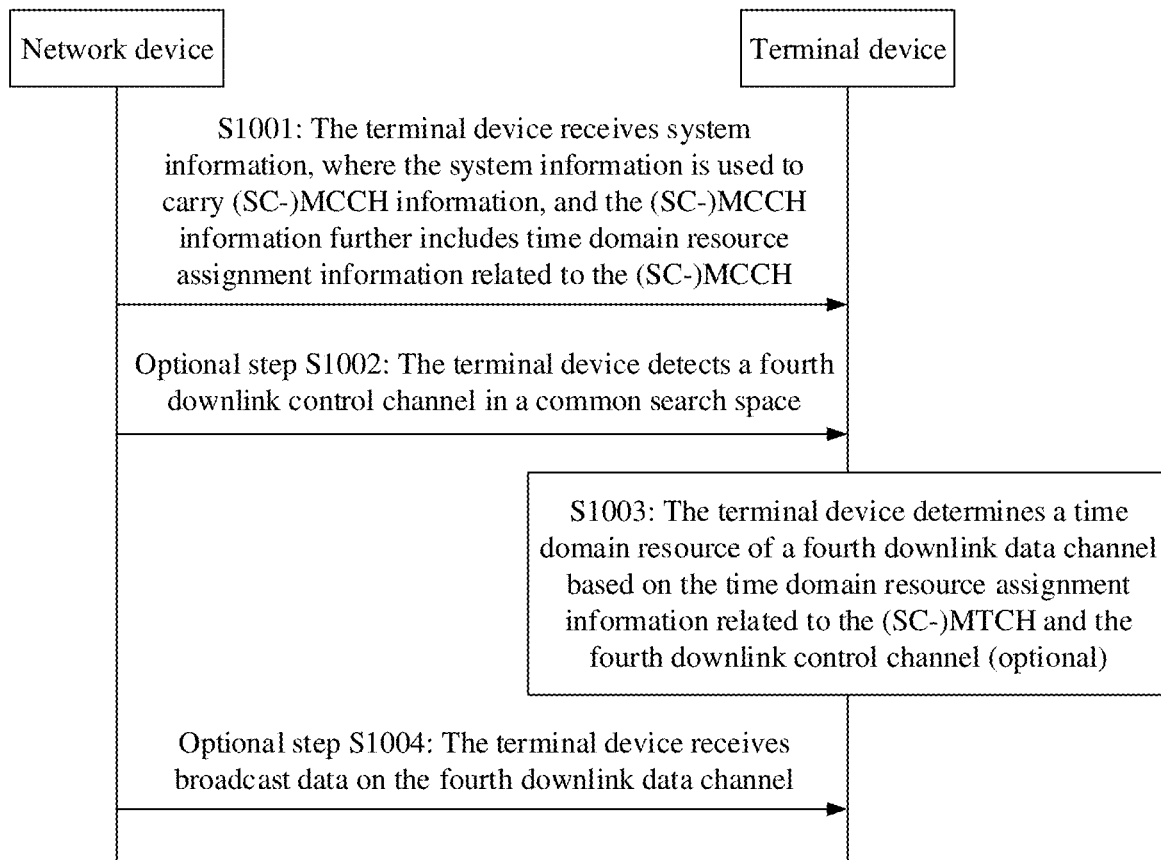 Network device
Terminal device
S1001: The terminal device receives system
information, where the system information is used to
carry (SC-)MCCH information, and the (SC-)MCCH
information further includes time domain resource
assignment information related to the (SC-)MCCH
Optional step S1002: The terminal device detects a fourth
downlink control channel in a common search space
S1003: The terminal device determines a time
domain resource of a fourth downlink data channel
based on the time domain resource assignment
information related to the (SC-)MTCH and the
fourth downlink control channel (optional)
Optional step S1004: The terminal device receives
broadcast data on the fourth downlink data channel